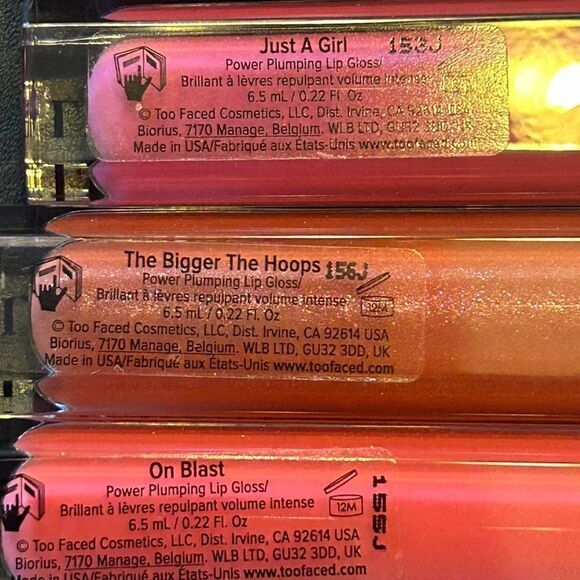 Just A Girl 153J
Power Plumping Lip Gloss/
Brillant à lèvres repulpant volume intense
6.5 mL / 0.22 Fl. Oz
© Too Faced Cosmetics, LLC, Dist. Irvine, CA 92614 USA
Biorius, 7170 Manage, Belgium. WLB LTD, GU32 3DD, UK
Made in USA/Fabriqué aux États-Unis www.toofaced.com
The Bigger The Hoops 156J
Power Plumping Lip Gloss/
Brillant à lèvres repulpant volume intense
6.5 mL / 0.22 Fl. Oz
12M
© Too Faced Cosmetics, LLC, Dist. Irvine, CA 92614 USA
Biorius, 7170 Manage, Belgium. WLB LTD, GU32 3DD, UK
Made in USA/Fabriqué aux États-Unis www.toofaced.com
On Blast
155J
Power Plumping Lip Gloss/
Brillant à lèvres repulpant volume intense
12M
6.5 mL / 0.22 Fl. Oz
© Too Faced Cosmetics, LLC, Dist. Irvine, CA 92614 USA
Biorius, 7170 Manage, Belgium. WLB LTD, GU32 3DD, UK
Made in USA/Fabriqué aux États-Unis www.toofaced.com